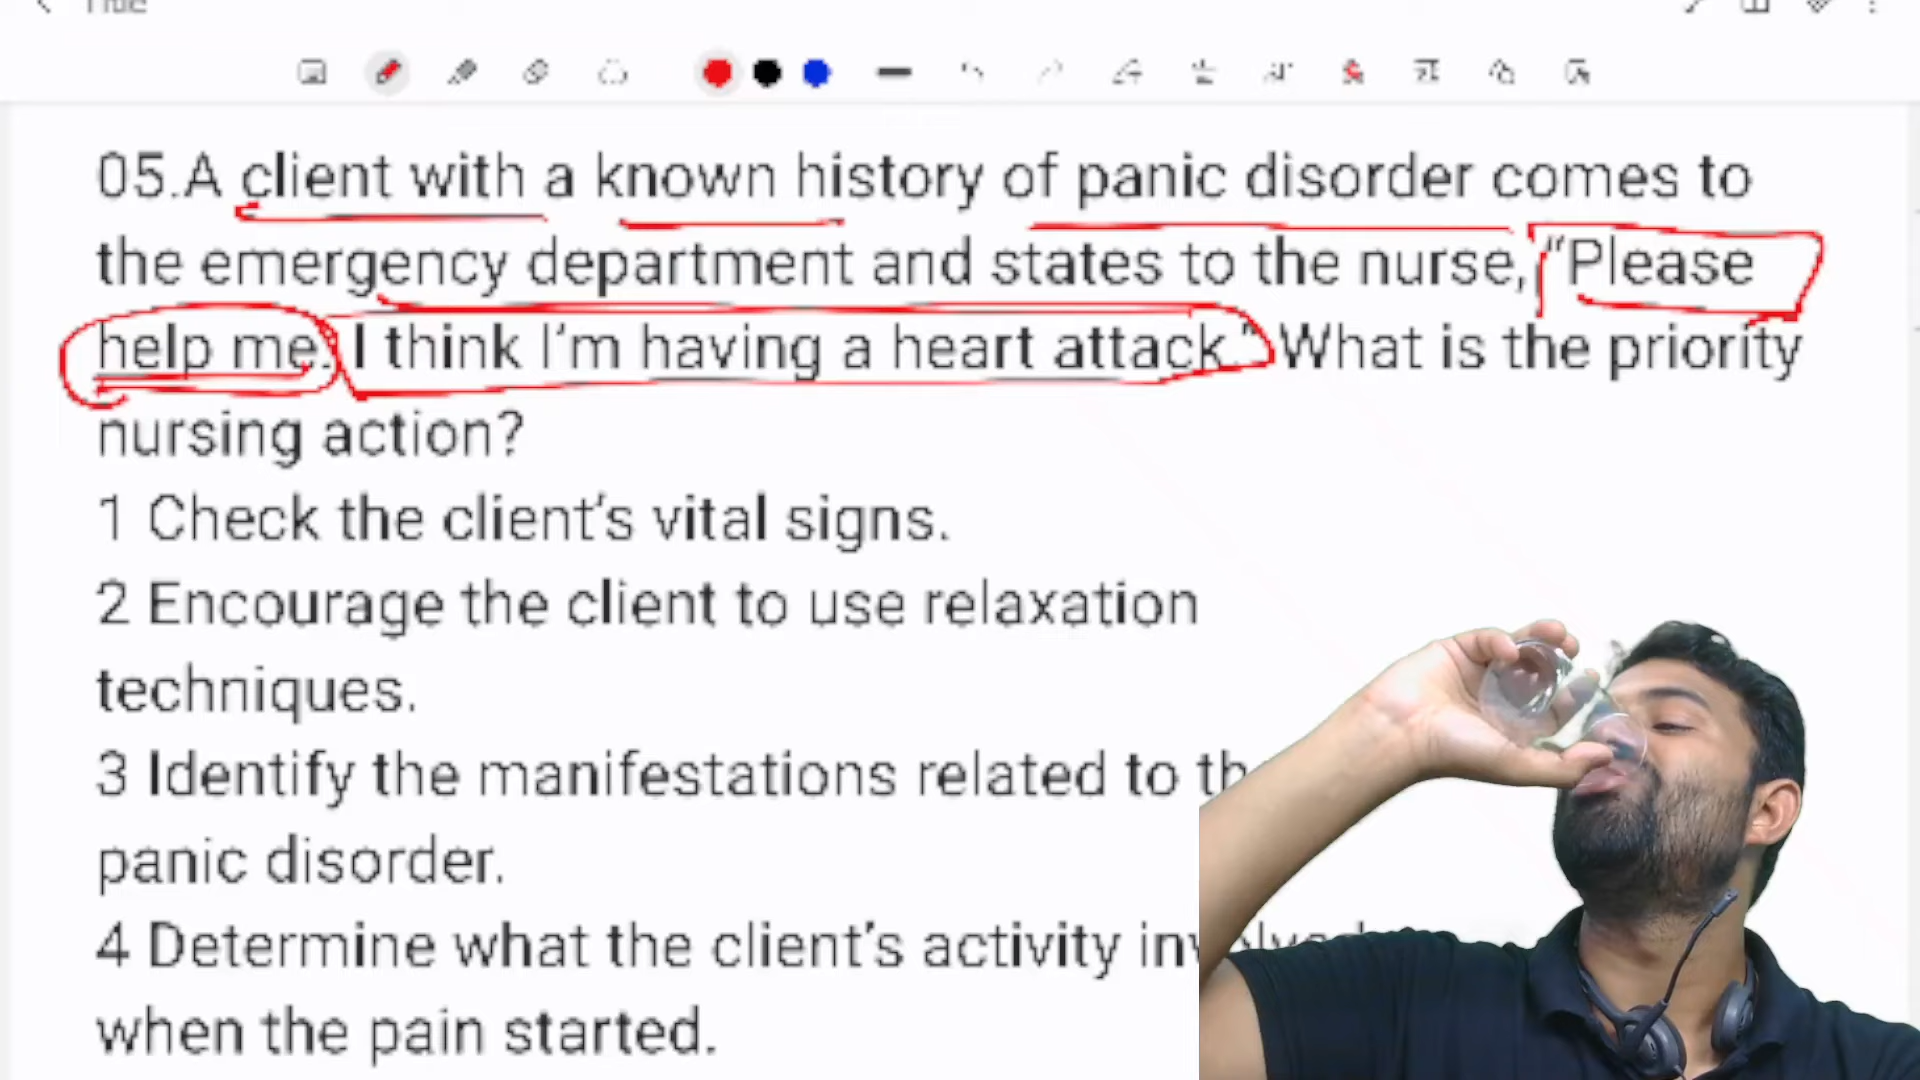 Title
05.A client with a known history of panic disorder comes to
the emergency department and states to the nurse, “Please
help me. I think I'm having a heart attack.” What is the priority
nursing action?
1 Check the client's vital signs.
2 Encourage the client to use relaxation
techniques.
3 Identify the manifestations related to
panic disorder.
4 Determine what the client's activity
when the pain started.